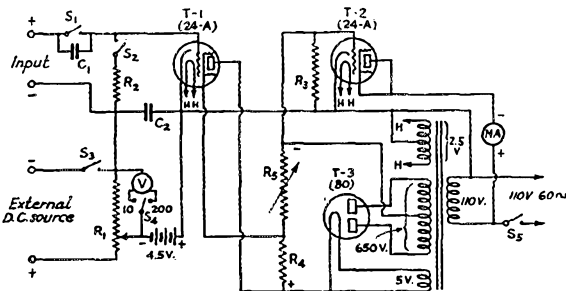 S1
T-1
(24-A)
T-2
(24-A)
+
S2
C1
R2
R3
Input
H H
H H
-
C2
MA
-
+
H
2.5 V
H
S3
-
V
-
R5
T-3
(80)
110V.
110V 60~
10
200
S4
S5
External
D.C. source
R1
650V.
-
+
4.5V.
R4
+
+
5V.